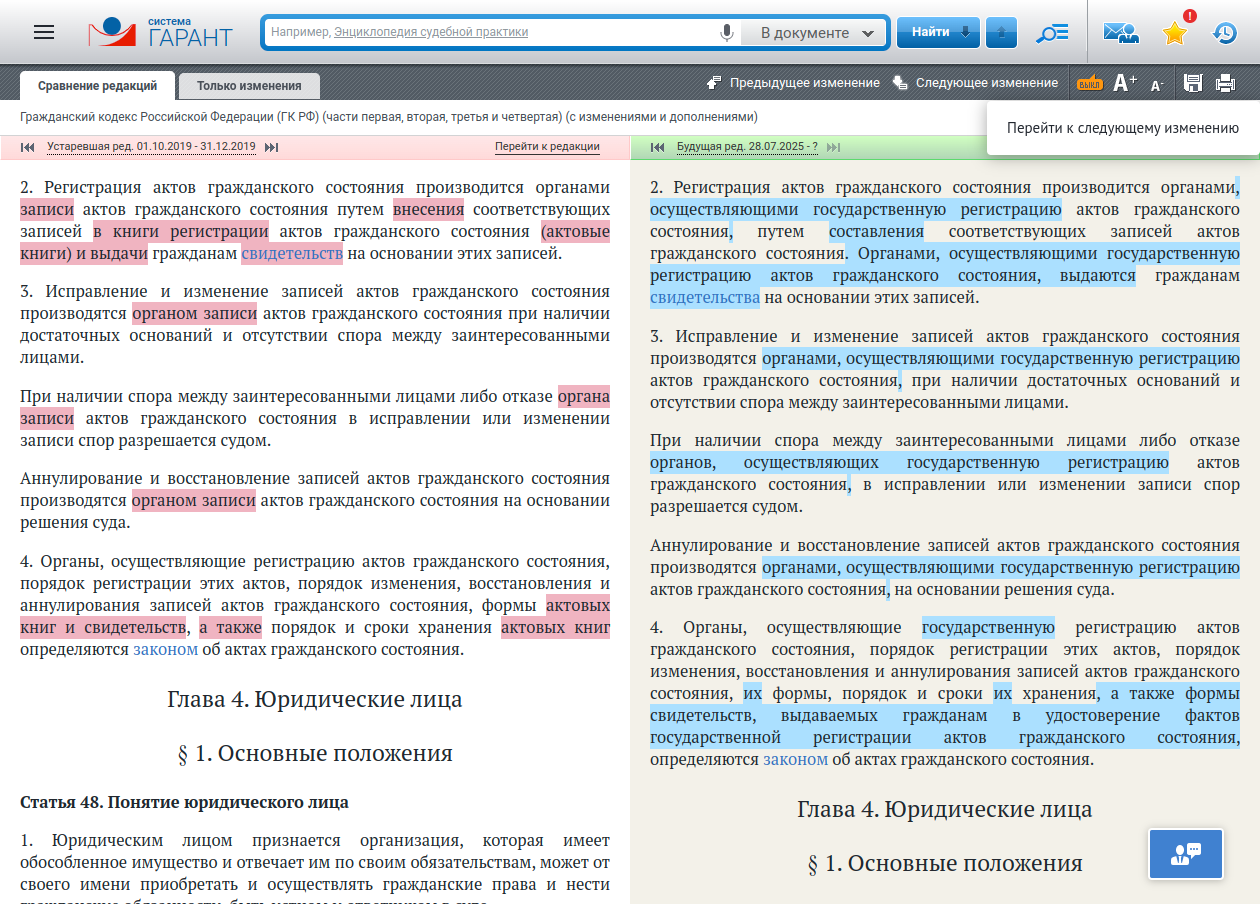 система
ГАРАНТ
Например, Энциклопедия судебной практики
В документе
Найти
!
Сравнение редакций
Только изменения
Предыдущее изменение
Следующее изменение
БЫЛО
A+
A-
Гражданский кодекс Российской Федерации (ГК РФ) (части первая, вторая, третья и четвертая) (с изменениями и дополнениями)
Перейти к следующему изменению
Устаревшая ред. 01.10.2019 - 31.12.2019
Перейти к редакции
2. Регистрация актов гражданского состояния производится органами
записи актов гражданского состояния путем внесения соответствующих
записей в книги регистрации актов гражданского состояния (актовые
книги) и выдачи гражданам свидетельств на основании этих записей.
3. Исправление и изменение записей актов гражданского состояния
производятся органом записи актов гражданского состояния при наличии
достаточных оснований и отсутствии спора между заинтересованными
лицами.
При наличии спора между заинтересованными лицами либо отказе органа
записи актов гражданского состояния в исправлении или изменении
записи спор разрешается судом.
Аннулирование и восстановление записей актов гражданского состояния
производятся органом записи актов гражданского состояния на основании
решения суда.
4. Органы, осуществляющие регистрацию актов гражданского состояния,
порядок регистрации этих актов, порядок изменения, восстановления и
аннулирования записей актов гражданского состояния, формы актовых
книг и свидетельств, а также порядок и сроки хранения актовых книг
определяются законом об актах гражданского состояния.
Глава 4. Юридические лица
§ 1. Основные положения
Статья 48. Понятие юридического лица
1. Юридическим лицом признается организация, которая имеет
обособленное имущество и отвечает им по своим обязательствам, может от
своего имени приобретать и осуществлять гражданские права и нести
гражданские обязанности, быть истцом и ответчиком в суде.
Будущая ред. 28.07.2025 - ?
2. Регистрация актов гражданского состояния производится органами,
осуществляющими государственную регистрацию актов гражданского
состояния, путем составления соответствующих записей актов
гражданского состояния. Органами, осуществляющими государственную
регистрацию актов гражданского состояния, выдаются гражданам
свидетельства на основании этих записей.
3. Исправление и изменение записей актов гражданского состояния
производятся органами, осуществляющими государственную регистрацию
актов гражданского состояния, при наличии достаточных оснований и
отсутствии спора между заинтересованными лицами.
При наличии спора между заинтересованными лицами либо отказе
органов, осуществляющих государственную регистрацию актов
гражданского состояния, в исправлении или изменении записи спор
разрешается судом.
Аннулирование и восстановление записей актов гражданского состояния
производятся органами, осуществляющими государственную регистрацию
актов гражданского состояния, на основании решения суда.
4. Органы, осуществляющие государственную регистрацию актов
гражданского состояния, порядок регистрации этих актов, порядок
изменения, восстановления и аннулирования записей актов гражданского
состояния, их формы, порядок и сроки их хранения, а также формы
свидетельств, выдаваемых гражданам в удостоверение фактов
государственной регистрации актов гражданского состояния,
определяются законом об актах гражданского состояния.
Глава 4. Юридические лица
§ 1. Основные положения